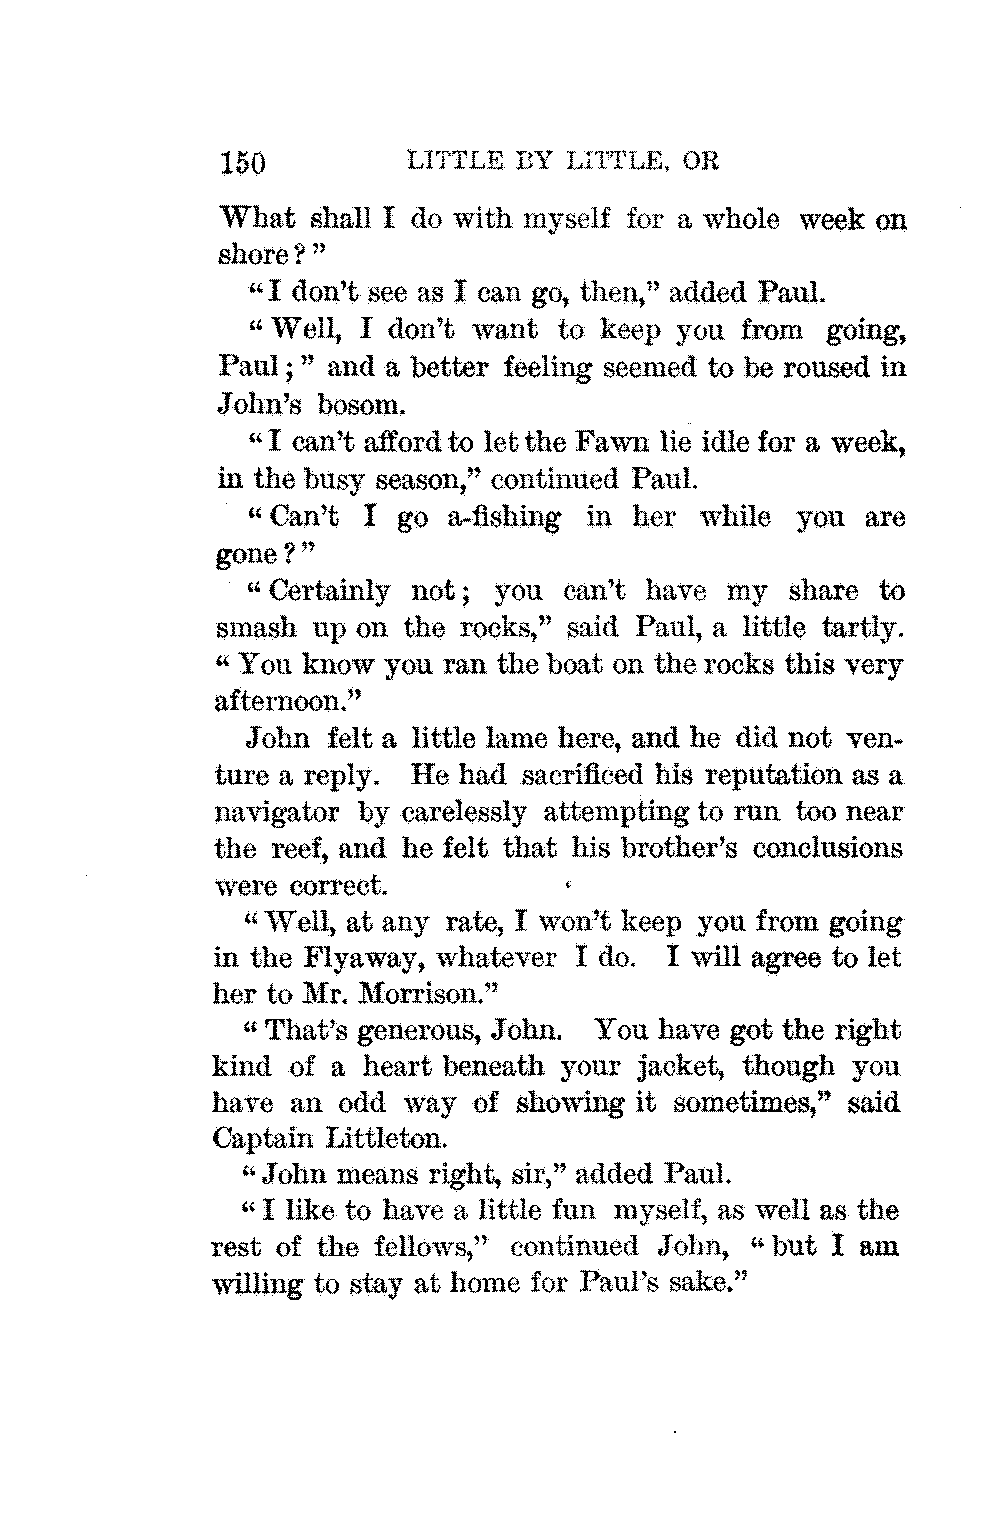 150 LITTLE BY LITTLE, OR
What shall I do with myself for a whole week on
shore?"
"I don't see as I can go, then," added Paul.
"Well, I don't want to keep you from going,
Paul;" and a better feeling seemed to be roused in
John's bosom.
"I can't afford to let the Fawn lie idle for a week,
in the busy season," continued Paul.
"Can't I go a-fishing in her while you are
gone?"
"Certainly not; you can't have my share to
smash up on the rocks," said Paul, a little tartly.
"You know you ran the boat on the rocks this very
afternoon."
John felt a little lame here, and he did not ven-
ture a reply. He had sacrificed his reputation as a
navigator by carelessly attempting to run too near
the reef, and he felt that his brother's conclusions
were correct.
"Well, at any rate, I won't keep you from going
in the Flyaway, whatever I do. I will agree to let
her to Mr. Morrison."
"That's generous, John. You have got the right
kind of a heart beneath your jacket, though you
have an odd way of showing it sometimes," said
Captain Littleton.
"John means right, sir," added Paul.
"I like to have a little fun myself, as well as the
rest of the fellows," continued John, "but I am
willing to stay at home for Paul's sake."